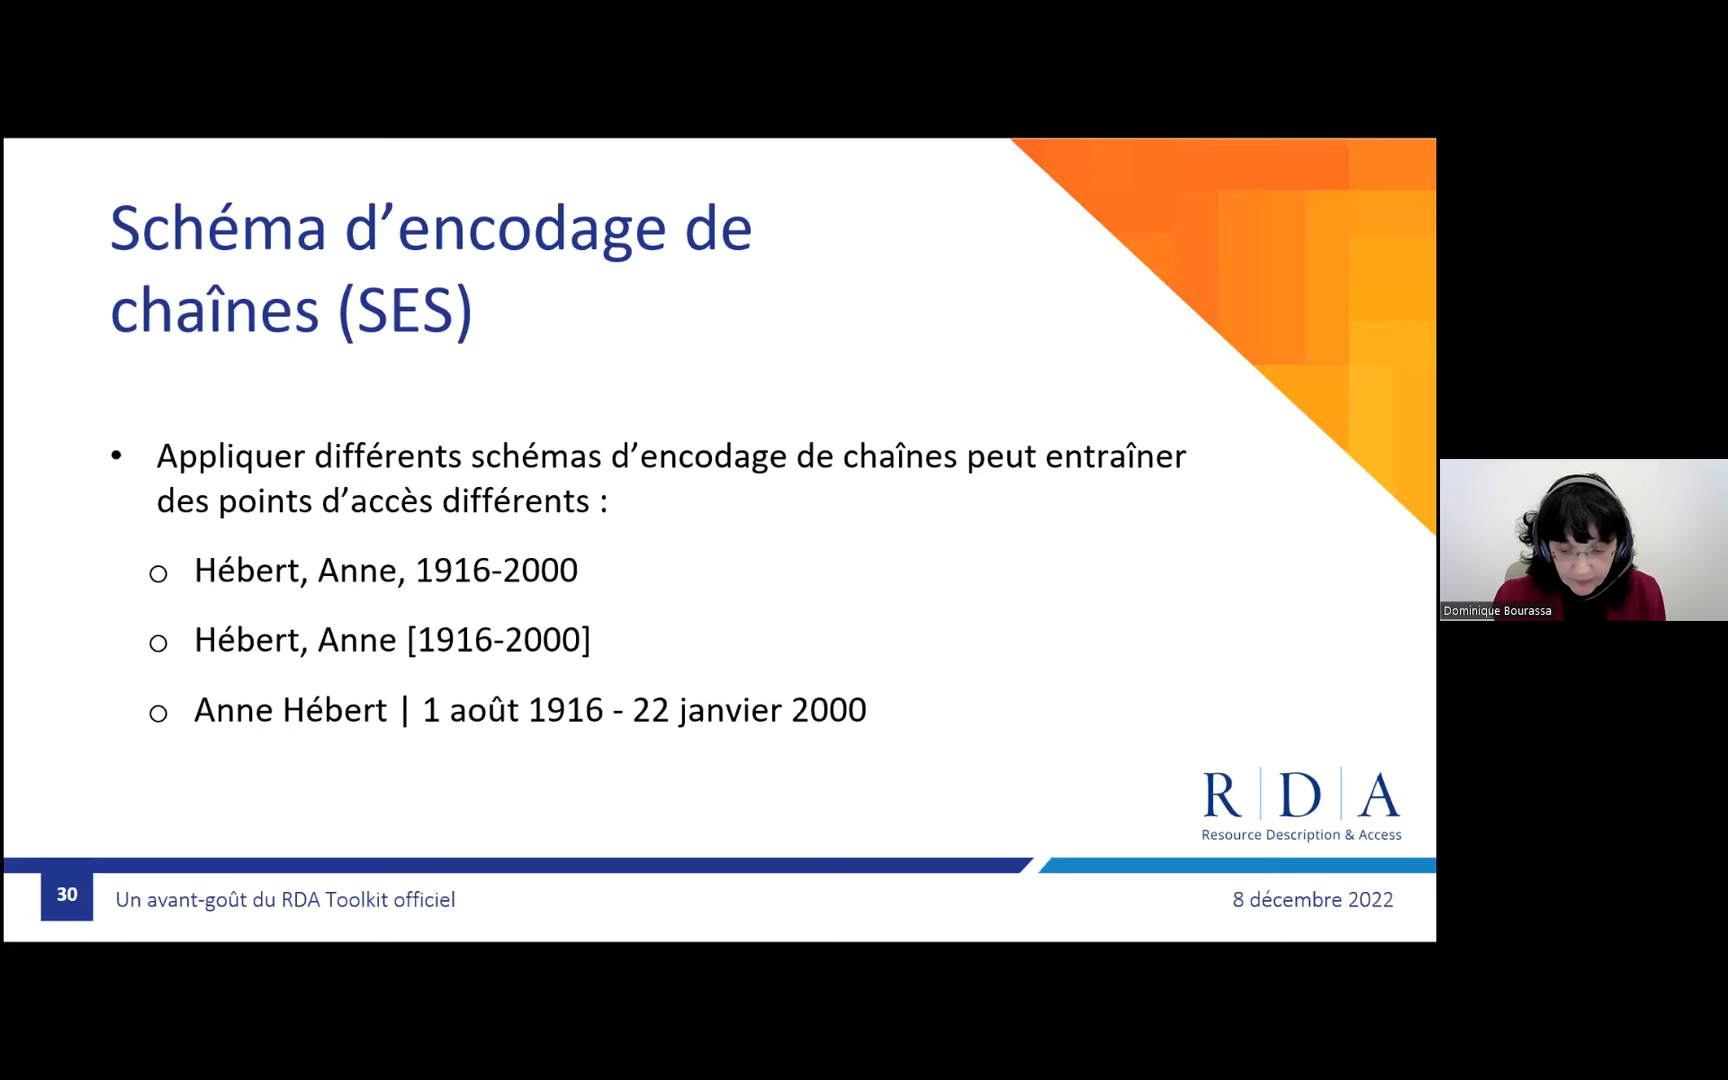 Schéma d’encodage de
chaînes (SES)
• Appliquer différents schémas d’encodage de chaînes peut entraîner
des points d’accès différents :
o Hébert, Anne, 1916-2000
o Hébert, Anne [1916-2000]
o Anne Hébert | 1 août 1916 - 22 janvier 2000
R | D | A
Resource Description & Access
30 Un avant-goût du RDA Toolkit officiel
8 décembre 2022
Dominique Bourassa